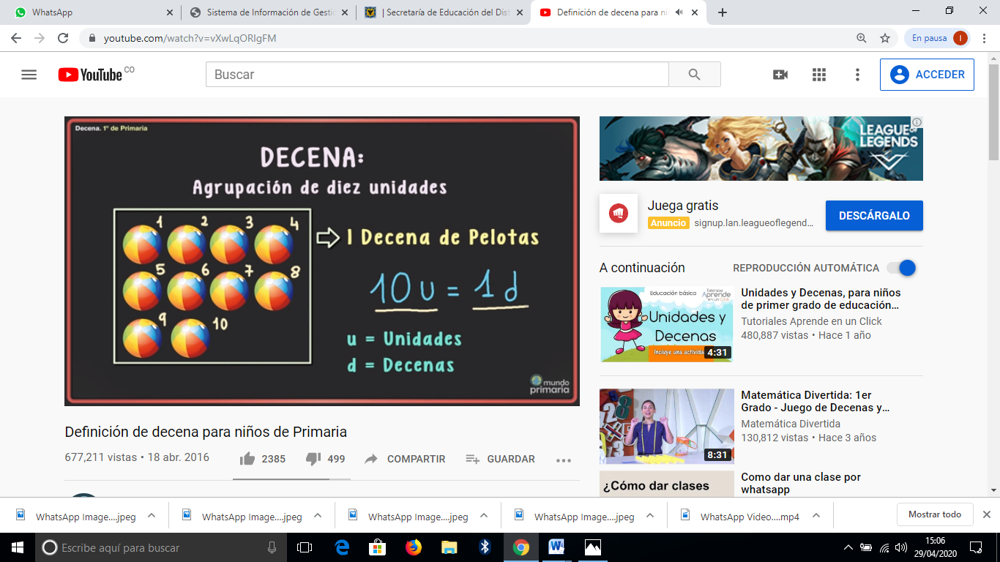 WhatsApp
Sistema de Información de Gestic
| Secretaría de Educación del Dist
Definición de decena para niñ
youtube.com/watch?v=vXwLqORIgFM
En pausa
I
YouTube CO
Buscar
ACCEDER
Decena. 1º de Primaria
DECENA:
Agrupación de diez unidades
1 2 3 4
5 6 7 8
9 10
1 Decena de Pelotas
10 u = 1 d
u = Unidades
d = Decenas
mundo
primaria
Definición de decena para niños de Primaria
677,211 vistas • 18 abr. 2016
2385
499
COMPARTIR
GUARDAR
LEAGUE OF
LEGENDS
Juega gratis
Anuncio signup.lan.leagueoflegend...
DESCÁRGALO
A continuación
REPRODUCCIÓN AUTOMÁTICA
Educación básica
Tutoriales
Aprende
en un Click
Unidades y
Decenas
Incluye una actividad
4:31
Unidades y Decenas, para niños
de primer grado de educación...
Tutoriales Aprende en un Click
480,887 vistas • Hace 1 año
8:31
Matemática Divertida: 1er
Grado - Juego de Decenas y...
Matemática Divertida
130,812 vistas • Hace 3 años
¿Cómo dar clases
Como dar una clase por
whatsapp
WhatsApp Image....jpeg
WhatsApp Image....jpeg
WhatsApp Image....jpeg
WhatsApp Image....jpeg
WhatsApp Video....mp4
Mostrar todo
Escribe aquí para buscar
15:06
29/04/2020